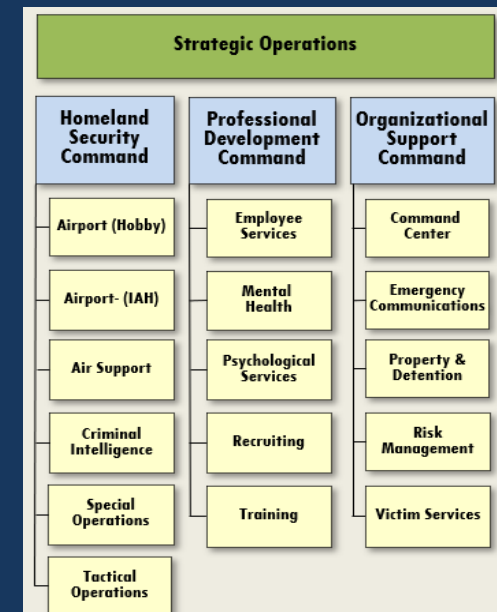 Strategic Operations
Homeland
Security
Command
Airport (Hobby)
Airport- (IAH)
Air Support
Criminal
Intelligence
Special
Operations
Tactical
Operations
Professional
Development
Command
Employee
Services
Mental
Health
Psychological
Services
Recruiting
Training
Organizational
Support
Command
Command
Center
Emergency
Communications
Property &
Detention
Risk
Management
Victim Services